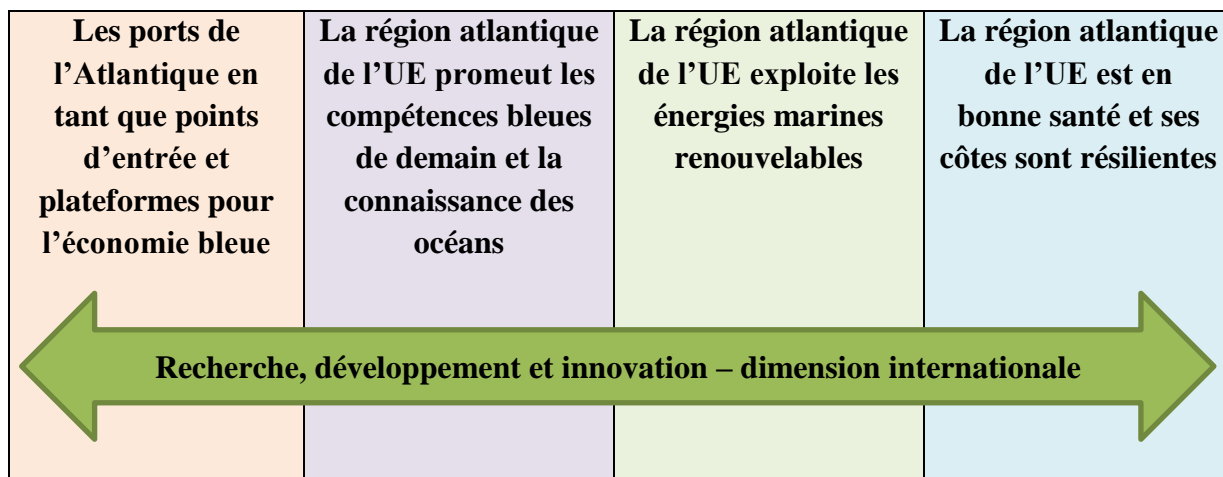 Les ports de
l’Atlantique en
tant que points
d’entrée et
plateformes pour
l’économie bleue
La région atlantique
de l’UE promeut les
compétences bleues
de demain et la
connaissance des
océans
La région atlantique
de l’UE exploite les
énergies marines
renouvelables
La région atlantique
de l’UE est en
bonne santé et ses
côtes sont résilientes
Recherche, développement et innovation – dimension internationale